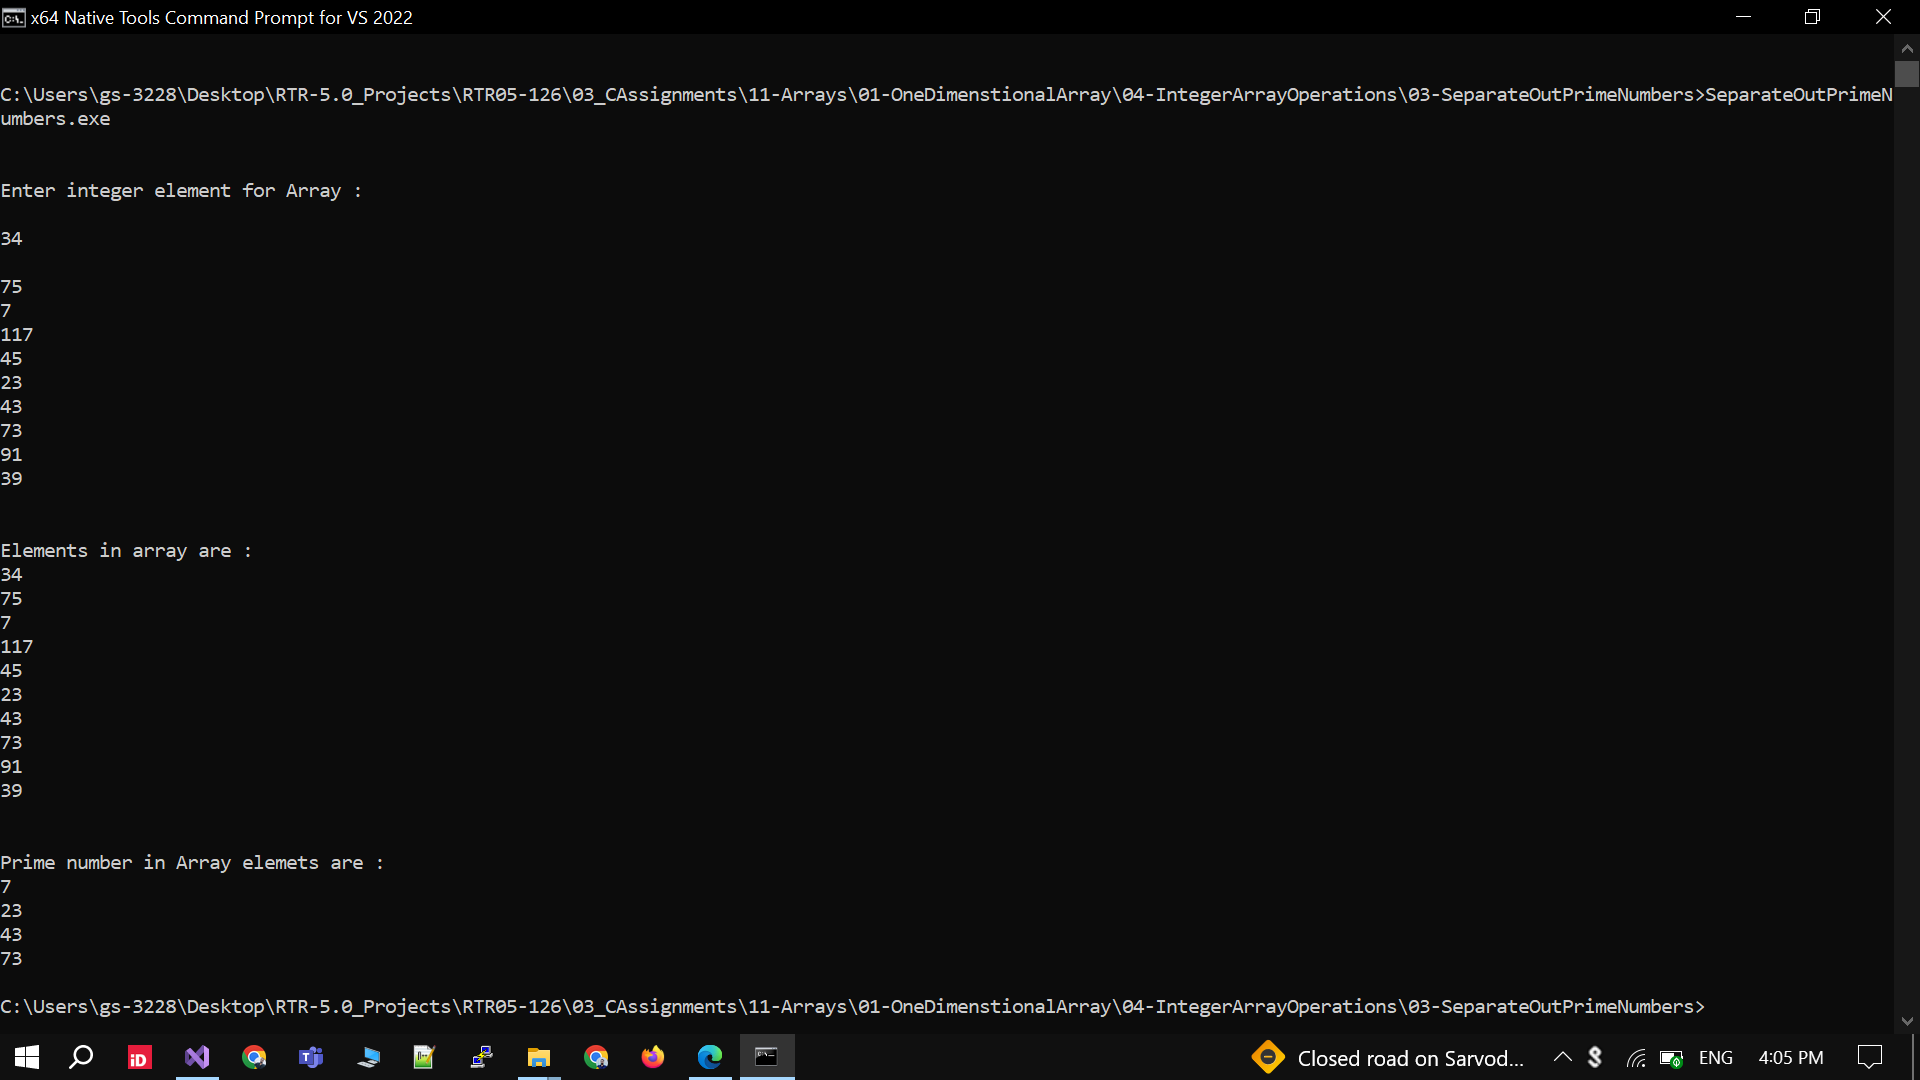 x64 Native Tools Command Prompt for VS 2022
C:\Users\gs-3228\Desktop\RTR-5.0_Projects\RTR05-126\03_CAssignments\11-Arrays\01-OneDimenstionalArray\04-IntegerArrayOperations\03-SeparateOutPrimeNumbers>SeparateOutPrimeN
umbers.exe
Enter integer element for Array :
34
75
7
117
45
23
43
73
91
39
Elements in array are :
34
75
7
117
45
23
43
73
91
39
Prime number in Array elemets are :
7
23
43
73
C:\Users\gs-3228\Desktop\RTR-5.0_Projects\RTR05-126\03_CAssignments\11-Arrays\01-OneDimenstionalArray\04-IntegerArrayOperations\03-SeparateOutPrimeNumbers>
iD
Closed road on Sarvod...
ENG
4:05 PM